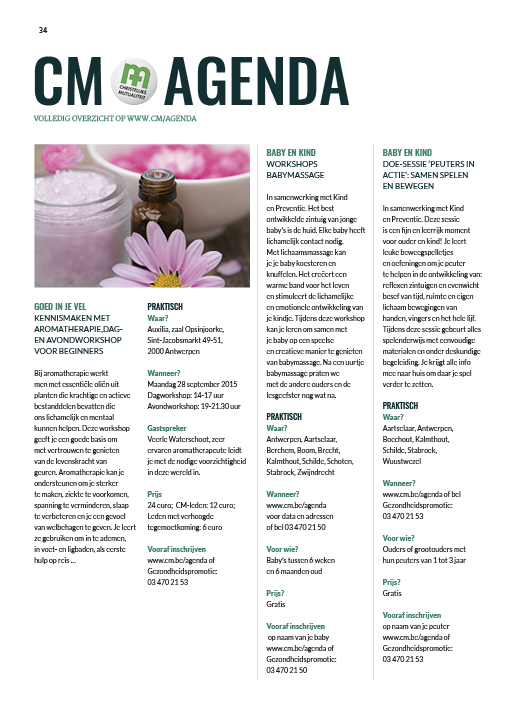 34
CM
CHRISTELIJKE
MUTUALITEIT
AGENDA
VOLLEDIG OVERZICHT OP WWW.CM/AGENDA
GOED IN JE VEL
KENNISMAKEN MET
AROMATHERAPIE,DAG-
EN AVONDWORKSHOP
VOOR BEGINNERS
Bij aromatherapie werkt
men met essentiële oliën uit
planten die krachtige en actieve
bestanddelen bevatten die
ons lichamelijk en mentaal
kunnen helpen. Deze workshop
geeft je een goede basis om
met vertrouwen te genieten
van de levenskracht van
geuren. Aromatherapie kan je
ondersteunen om je sterker
te maken, ziekte te voorkomen,
spanning te verminderen, slaap
te verbeteren en je een gevoel
van welbehagen te geven. Je leert
ze gebruiken om in te ademen,
in voet- en ligbaden, als eerste
hulp op reis ...
PRAKTISCH
Waar?
Auxilia, zaal Opsinjoorke,
Sint-Jacobsmarkt 49-51,
2000 Antwerpen
Wanneer?
Maandag 28 september 2015
Dagworkshop: 14-17 uur
Avondworkshop: 19-21.30 uur
Gastspreker
Veerle Waterschoot, zeer
ervaren aromatherapeute leidt
je met de nodige voorzichtigheid
in deze wereld in.
Prijs
24 euro; CM-leden: 12 euro;
Leden met verhoogde
tegemoetkoming: 6 euro
Vooraf inschrijven
www.cm.be/agenda of
Gezondheidspromotie:
03 470 21 53
BABY EN KIND
WORKSHOPS
BABYMASSAGE
In samenwerking met Kind
en Preventie. Het best
ontwikkelde zintuig van jonge
baby's is de huid. Elke baby heeft
lichamelijk contact nodig.
Met lichaamsmassage kan
je je baby koesteren en
knuffelen. Het creëert een
warme band voor het leven
en stimuleert de lichamelijke
en emotionele ontwikkeling van
je kindje. Tijdens deze workshop
kan je leren om samen met
je baby op een speelse
en creatieve manier te genieten
van babymassage. Na een uurtje
babymassage praten we
met de andere ouders en de
lesgeefster nog wat na.
PRAKTISCH
Waar?
Antwerpen, Aartselaar,
Berchem, Boom, Brecht,
Kalmthout, Schilde, Schoten,
Stabroek, Zwijndrecht
Wanneer?
www.cm.be/agenda
voor data en adressen
of bel 03 470 21 50
Voor wie?
Baby's tussen 6 weken
en 6 maanden oud
Prijs?
Gratis
Vooraf inschrijven
op naam van je baby
www.cm.be/agenda of
Gezondheidspromotie:
03 470 21 50
BABY EN KIND
DOE-SESSIE 'PEUTERS IN
ACTIE': SAMEN SPELEN
EN BEWEGEN
In samenwerking met Kind
en Preventie. Deze sessie
is een fijn en leerrijk moment
voor ouder en kind! Je leert
leuke beweegspelletjes
en oefeningen om je peuter
te helpen in de ontwikkeling van:
reflexen zintuigen en evenwicht
besef van tijd, ruimte en eigen
lichaam bewegingen van
handen, vingers en het hele lijf.
Tijdens deze sessie gebeurt alles
spelenderwijs met eenvoudige
materialen en onder deskundige
begeleiding. Je krijgt alle info
mee naar huis om daar je spel
verder te zetten.
PRAKTISCH
Waar?
Aartselaar, Antwerpen,
Boechout, Kalmthout,
Schilde, Stabroek,
Wuustwezel
Wanneer?
www.cm.be/agenda of bel
Gezondheidspromotie:
03 470 21 53
Voor wie?
Ouders of grootouders met
hun peuters van 1 tot 3 jaar
Prijs?
Gratis
Vooraf inschrijven
op naam van je peuter
www.cm.be/agenda of
Gezondheidspromotie:
03 470 21 53